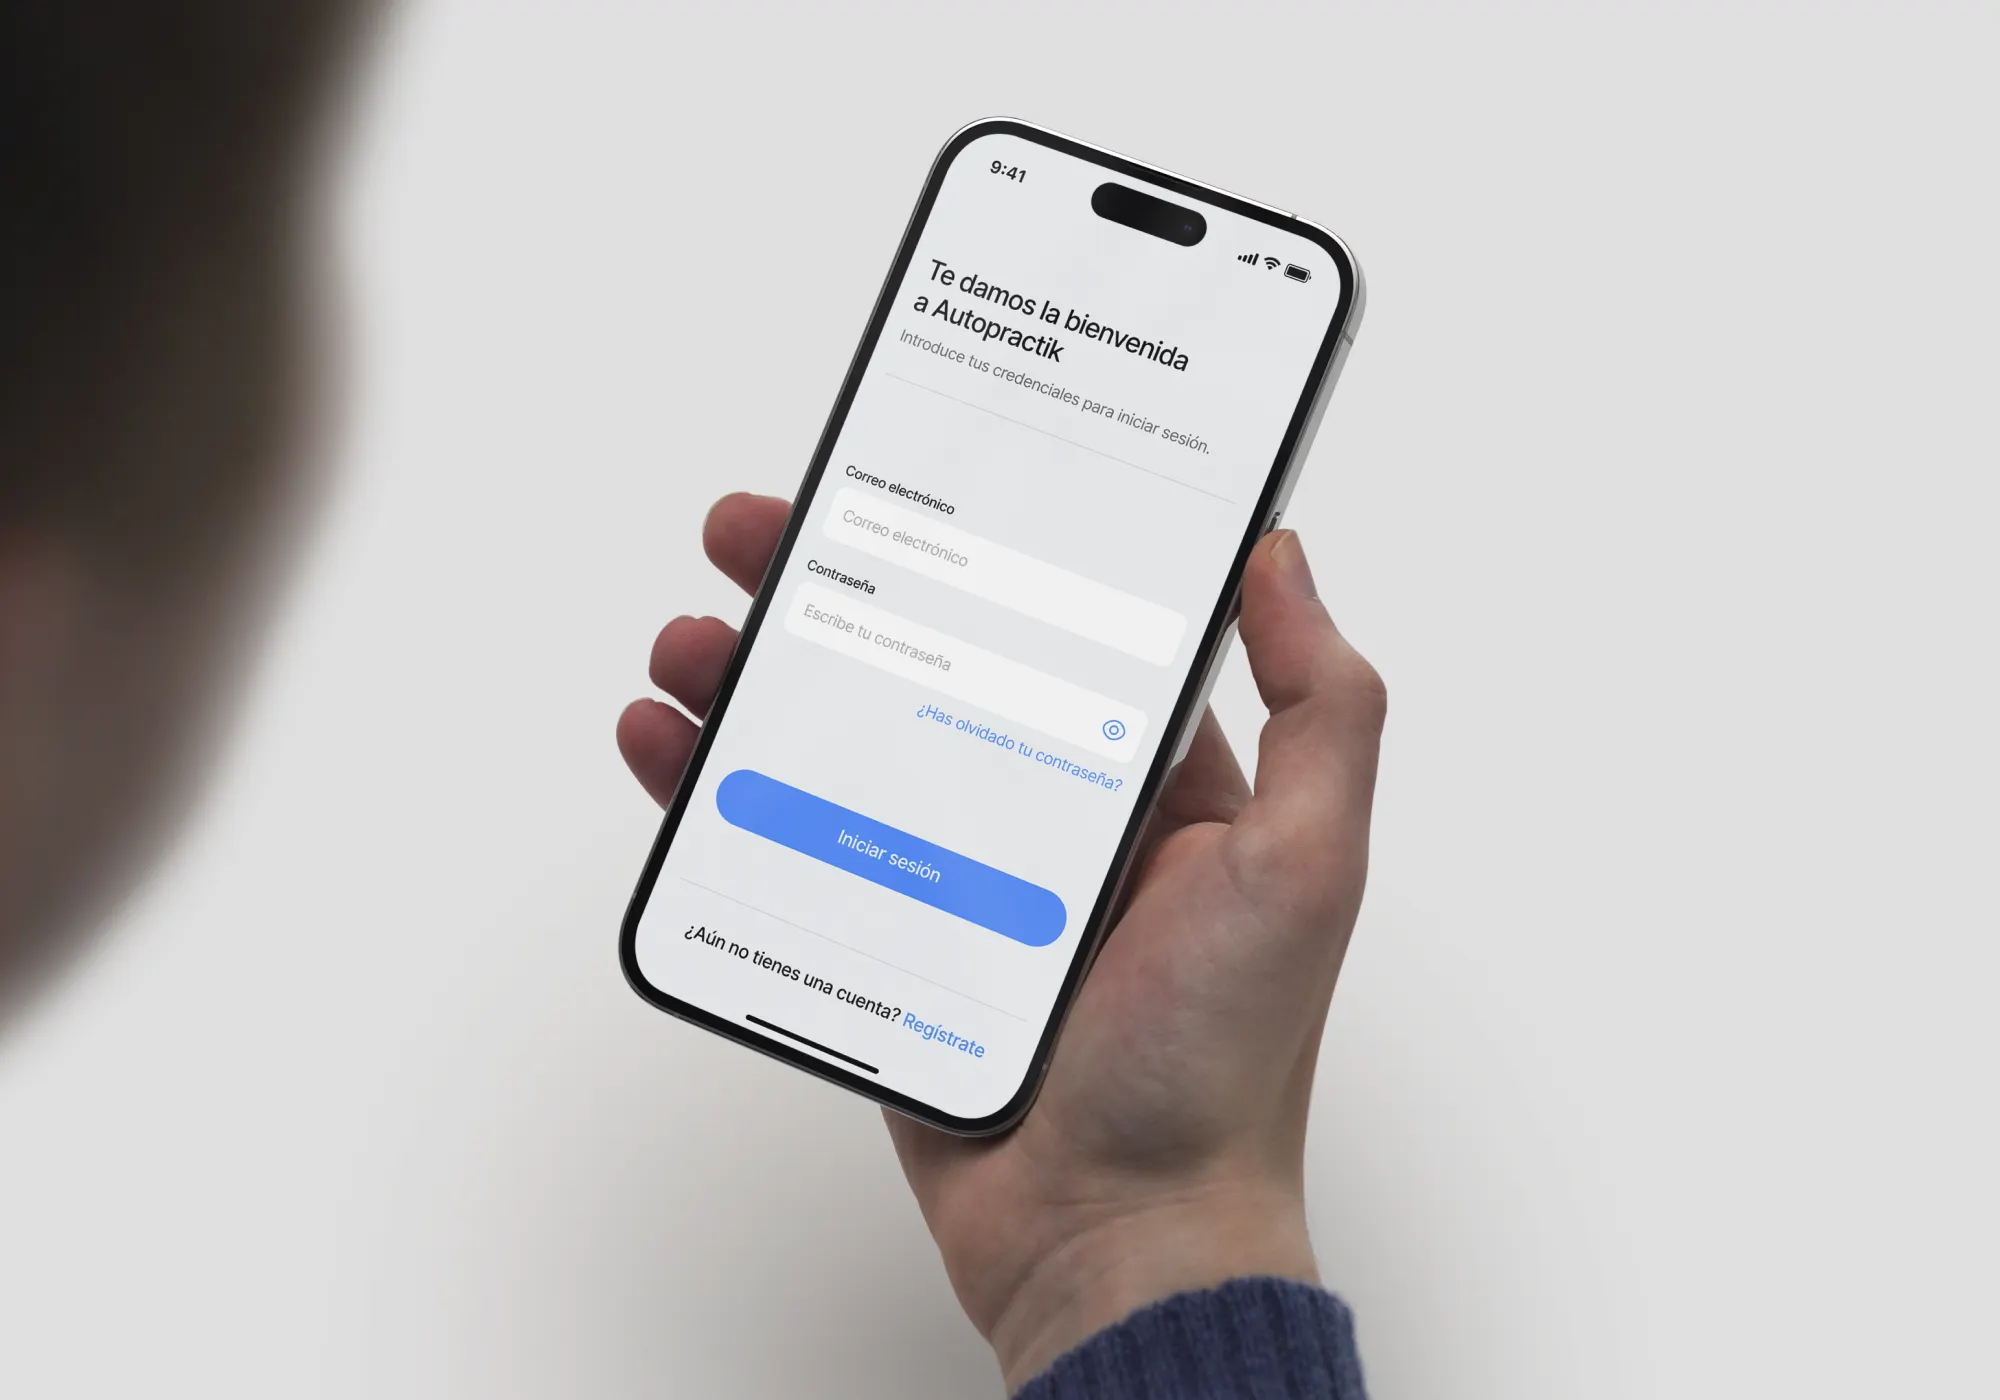 9:41
Te damos la bienvenida
a Autopractik
Introduce tus credenciales para iniciar sesión.
Correo electrónico
Correo electrónico
Contraseña
Escribe tu contraseña
¿Has olvidado tu contraseña?
Iniciar sesión
¿Aún no tienes una cuenta? Regístrate